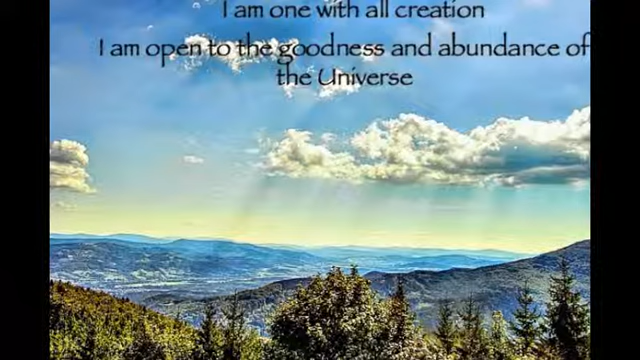 I am one with all creation
I am open to the goodness and abundance of
the Universe